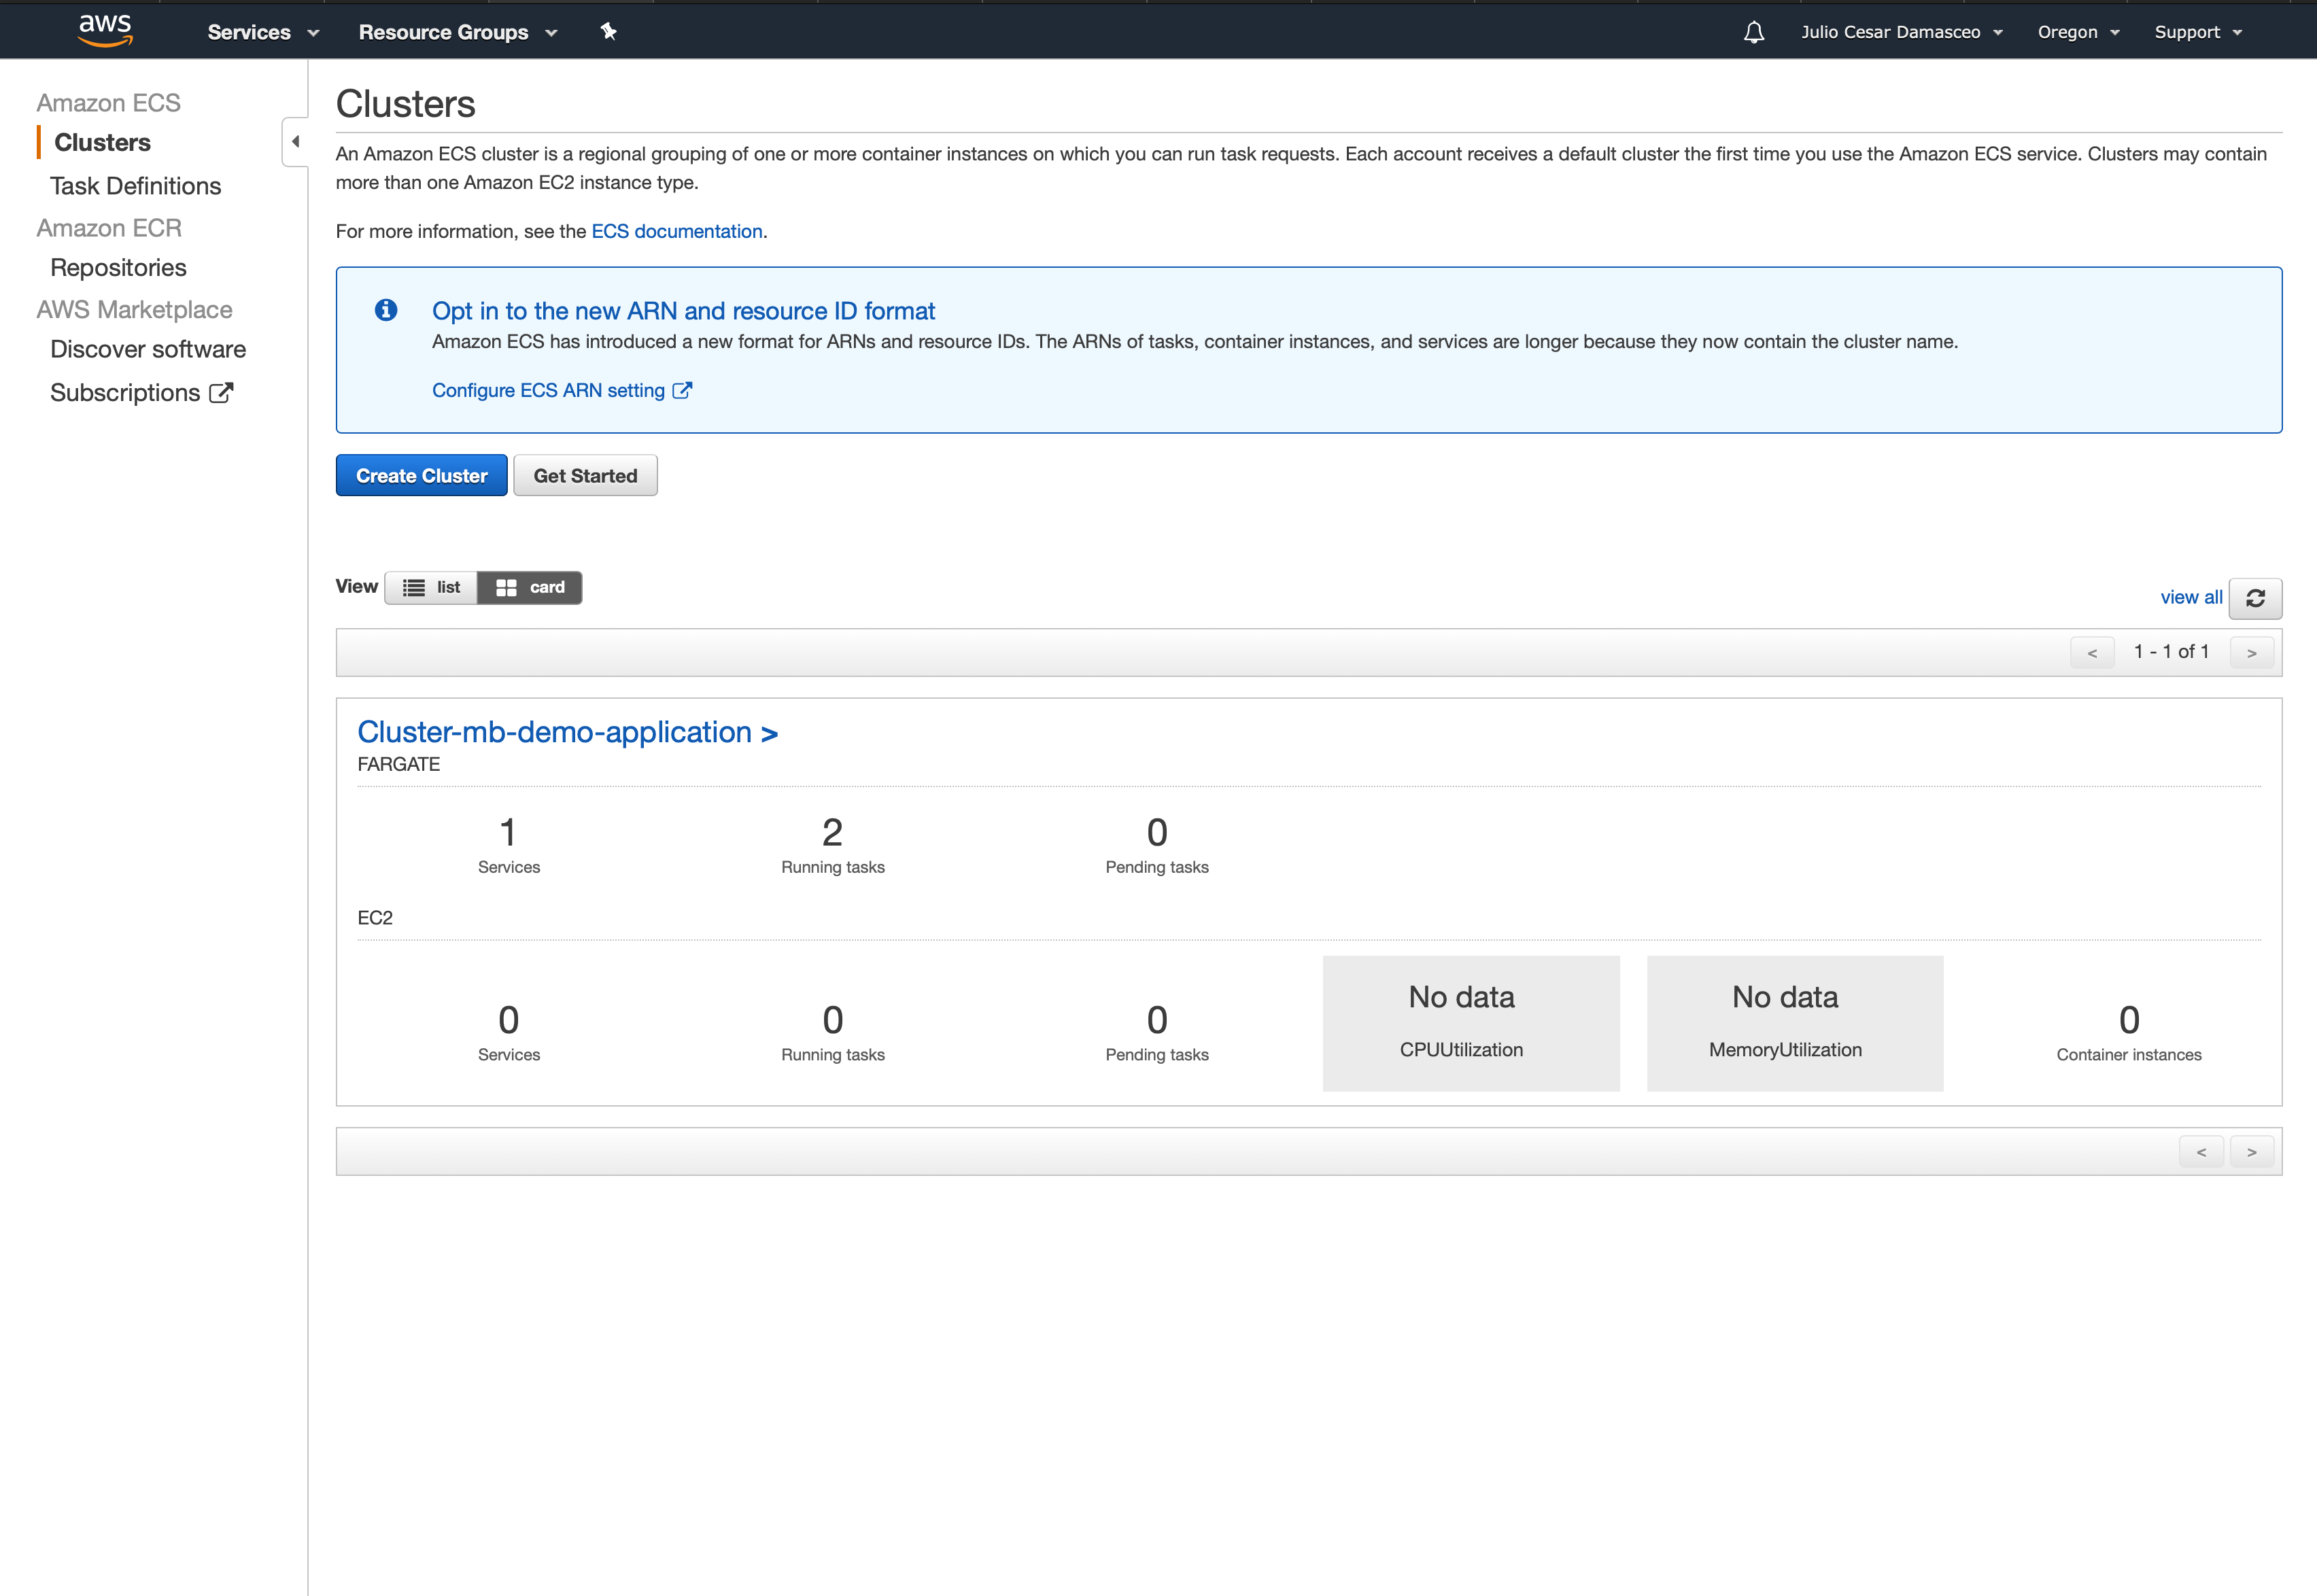 aws Services Resource Groups Julio Cesar Damasceo Oregon Support
Amazon ECS
Clusters
Task Definitions
Amazon ECR
Repositories
AWS Marketplace
Discover software
Subscriptions
Clusters
An Amazon ECS cluster is a regional grouping of one or more container instances on which you can run task requests. Each account receives a default cluster the first time you use the Amazon ECS service. Clusters may contain
more than one Amazon EC2 instance type.
For more information, see the ECS documentation.
Opt in to the new ARN and resource ID format
Amazon ECS has introduced a new format for ARNs and resource IDs. The ARNs of tasks, container instances, and services are longer because they now contain the cluster name.
Configure ECS ARN setting
Create Cluster Get Started
View list card
view all
< 1 - 1 of 1 >
Cluster-mb-demo-application >
FARGATE
1 2 0
Services Running tasks Pending tasks
EC2
No data No data
0 0 0 0
CPUUtilization MemoryUtilization
Services Running tasks Pending tasks Container instances
< >